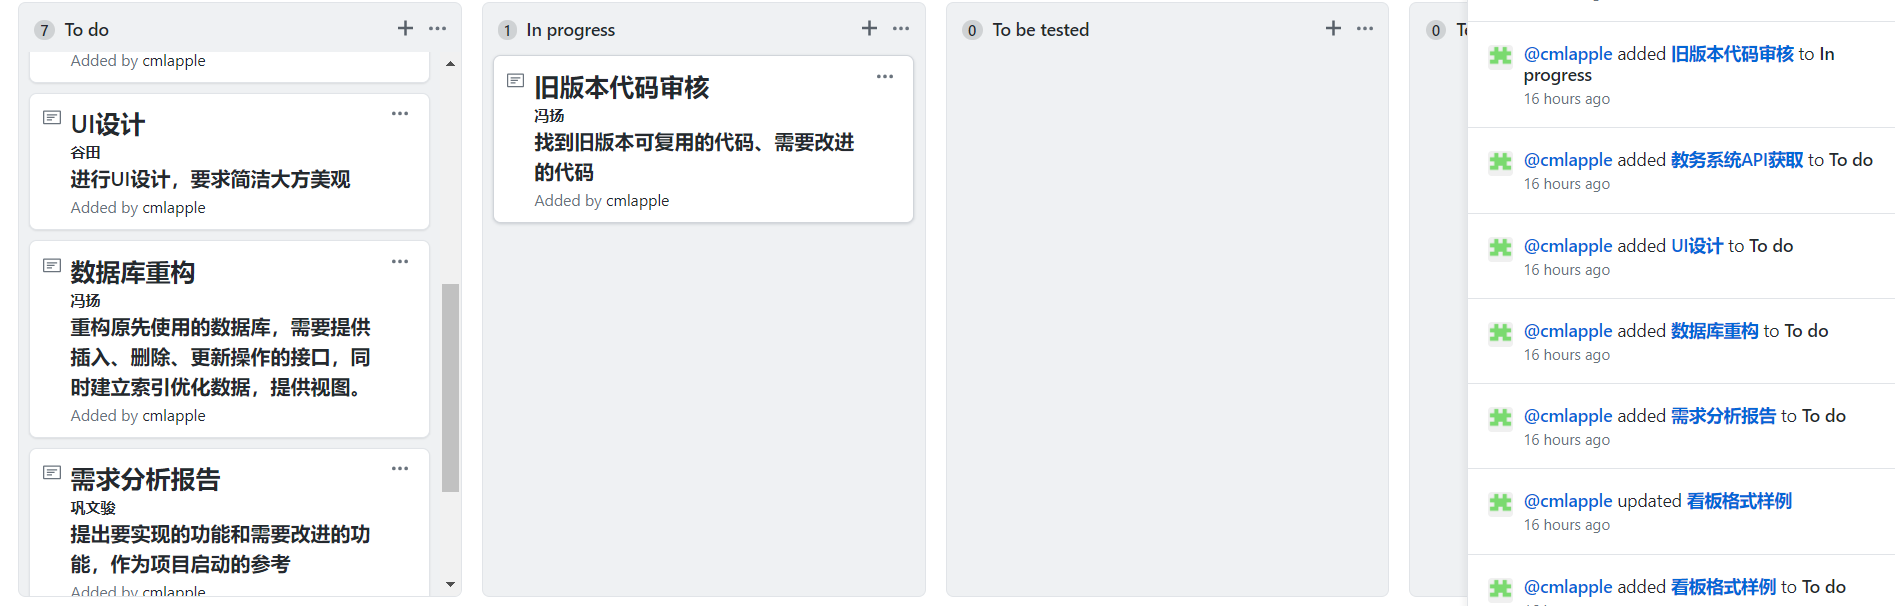 7 To do
Added by cmlapple
UI设计
谷田
进行UI设计，要求简洁大方美观
Added by cmlapple
数据库重构
冯扬
重构原先使用的数据库，需要提供
插入、删除、更新操作的接口，同
时建立索引优化数据，提供视图。
Added by cmlapple
需求分析报告
巩文骏
提出要实现的功能和需要改进的功
能，作为项目启动的参考
Added by cmlapple
1 In progress
旧版本代码审核
冯扬
找到旧版本可复用的代码、需要改进
的代码
Added by cmlapple
0 To be tested
0
@cmlapple added 旧版本代码审核 to In
progress
16 hours ago
@cmlapple added 教务系统API获取 to To do
16 hours ago
@cmlapple added UI设计 to To do
16 hours ago
@cmlapple added 数据库重构 to To do
16 hours ago
@cmlapple added 需求分析报告 to To do
16 hours ago
@cmlapple updated 看板格式样例
16 hours ago
@cmlapple added 看板格式样例 to To do